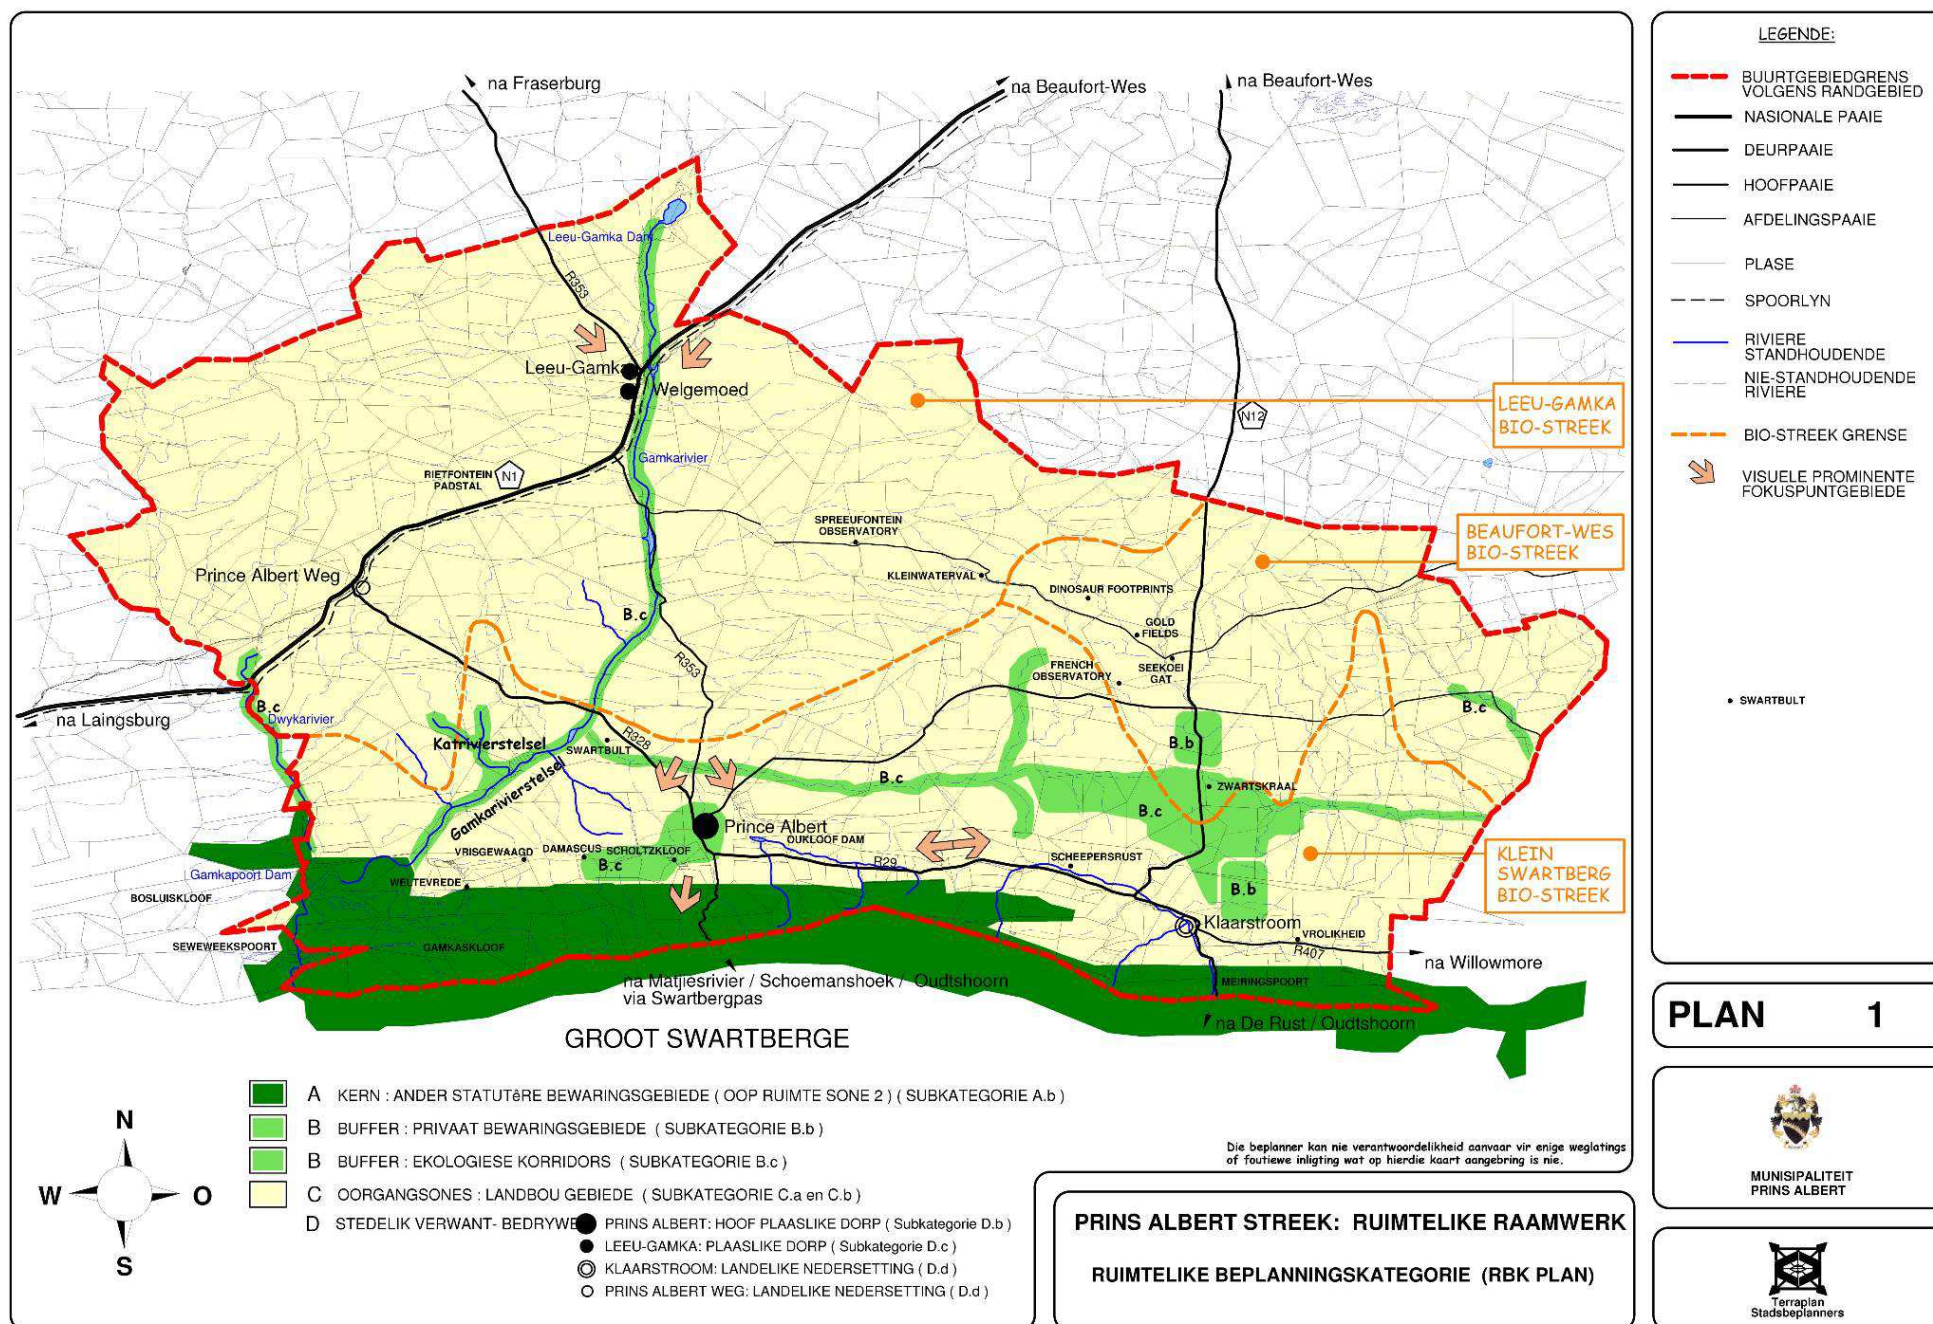 na Fraserburg
na Beaufort-Wes
na Beaufort-Wes
Leeu-Gamka Dam
R353
Leeu-Gamka
Welgemoed
N12
LEEU-GAMKA
BIO-STREEK
Gamkarivier
RIETFONTEIN
PADSTAL
N1
SPREEUFONTEIN
OBSERVATORY
BEAUFORT-WES
BIO-STREEK
Prince Albert Weg
KLEINWATERVAL
DINOSAUR FOOTPRINTS
B.c
GOLD
FIELDS
R353
FRENCH
OBSERVATORY
SEEKOEI
GAT
B.c
na Laingsburg
Dwykarivier
B.c
Katrivierstelsel
SWARTBULT
R328
B.b
Gamkarivierstelsel
B.c
ZWARTSKRAAL
B.c
Prince Albert
OUKLOOF DAM
VRISGEWAAGD
DAMASCUS
SCHOLTZKLOOF
B.c
R29
SCHEEPERSRUST
KLEIN
SWARTBERG
BIO-STREEK
Gamkapoort Dam
WELTEVREDE
B.b
BOSLUISKLOOF
Klaarstroom
VROLIKHEID
SEWEWEEKSPOORT
GAMKASKLOOF
R407
na Willowmore
na Matjiesrivier / Schoemanshoek / Oudtshoorn
via Swartbergpas
MEIRINGSPOORT
na De Rust / Oudtshoorn
GROOT SWARTBERGE
N
W
O
S
A KERN : ANDER STATUTêRE BEWARINGSGEBIEDE ( OOP RUIMTE SONE 2 ) ( SUBKATEGORIE A.b )
B BUFFER : PRIVAAT BEWARINGSGEBIEDE ( SUBKATEGORIE B.b )
B BUFFER : EKOLOGIESE KORRIDORS ( SUBKATEGORIE B.c )
C OORGANGSONES : LANDBOU GEBIEDE ( SUBKATEGORIE C.a en C.b )
D STEDELIK VERWANT- BEDRYWE
PRINS ALBERT: HOOF PLAASLIKE DORP ( Subkategorie D.b )
LEEU-GAMKA: PLAASLIKE DORP ( Subkategorie D.c )
KLAARSTROOM: LANDELIKE NEDERSETTING ( D.d )
PRINS ALBERT WEG: LANDELIKE NEDERSETTING ( D.d )
Die beplanner kan nie verantwoordelikheid aanvaar vir enige weglatings
of foutiewe inligting wat op hierdie kaart aangebring is nie.
PRINS ALBERT STREEK: RUIMTELIKE RAAMWERK
RUIMTELIKE BEPLANNINGSKATEGORIE (RBK PLAN)
LEGENDE:
BUURTGEBIEDGRENS
VOLGENS RANDGEBIED
NASIONALE PAAIE
DEURPAAIE
HOOFPAAIE
AFDELINGSPAAIE
PLASE
SPOORLYN
RIVIERE
STANDHOUDENDE
NIE-STANDHOUDENDE
RIVIERE
BIO-STREEK GRENSE
VISUELE PROMINENTE
FOKUSPUNTGEBIEDE
SWARTBULT
PLAN 1
MUNISIPALITEIT
PRINS ALBERT
Terraplan
Stadsbeplanners